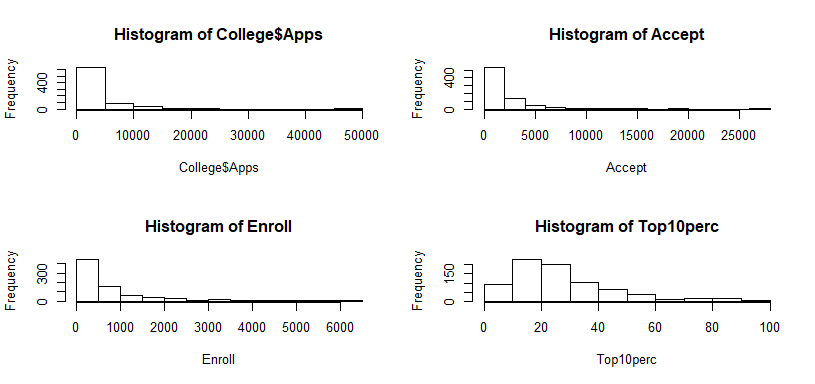 Histogram of College$Apps
Frequency
0 400
0 10000 20000 30000 40000 50000
College$Apps
Histogram of Accept
Frequency
0 400
0 5000 10000 15000 20000 25000
Accept
Histogram of Enroll
Frequency
0 300
0 1000 2000 3000 4000 5000 6000
Enroll
Histogram of Top10perc
Frequency
0 150
0 20 40 60 80 100
Top10perc